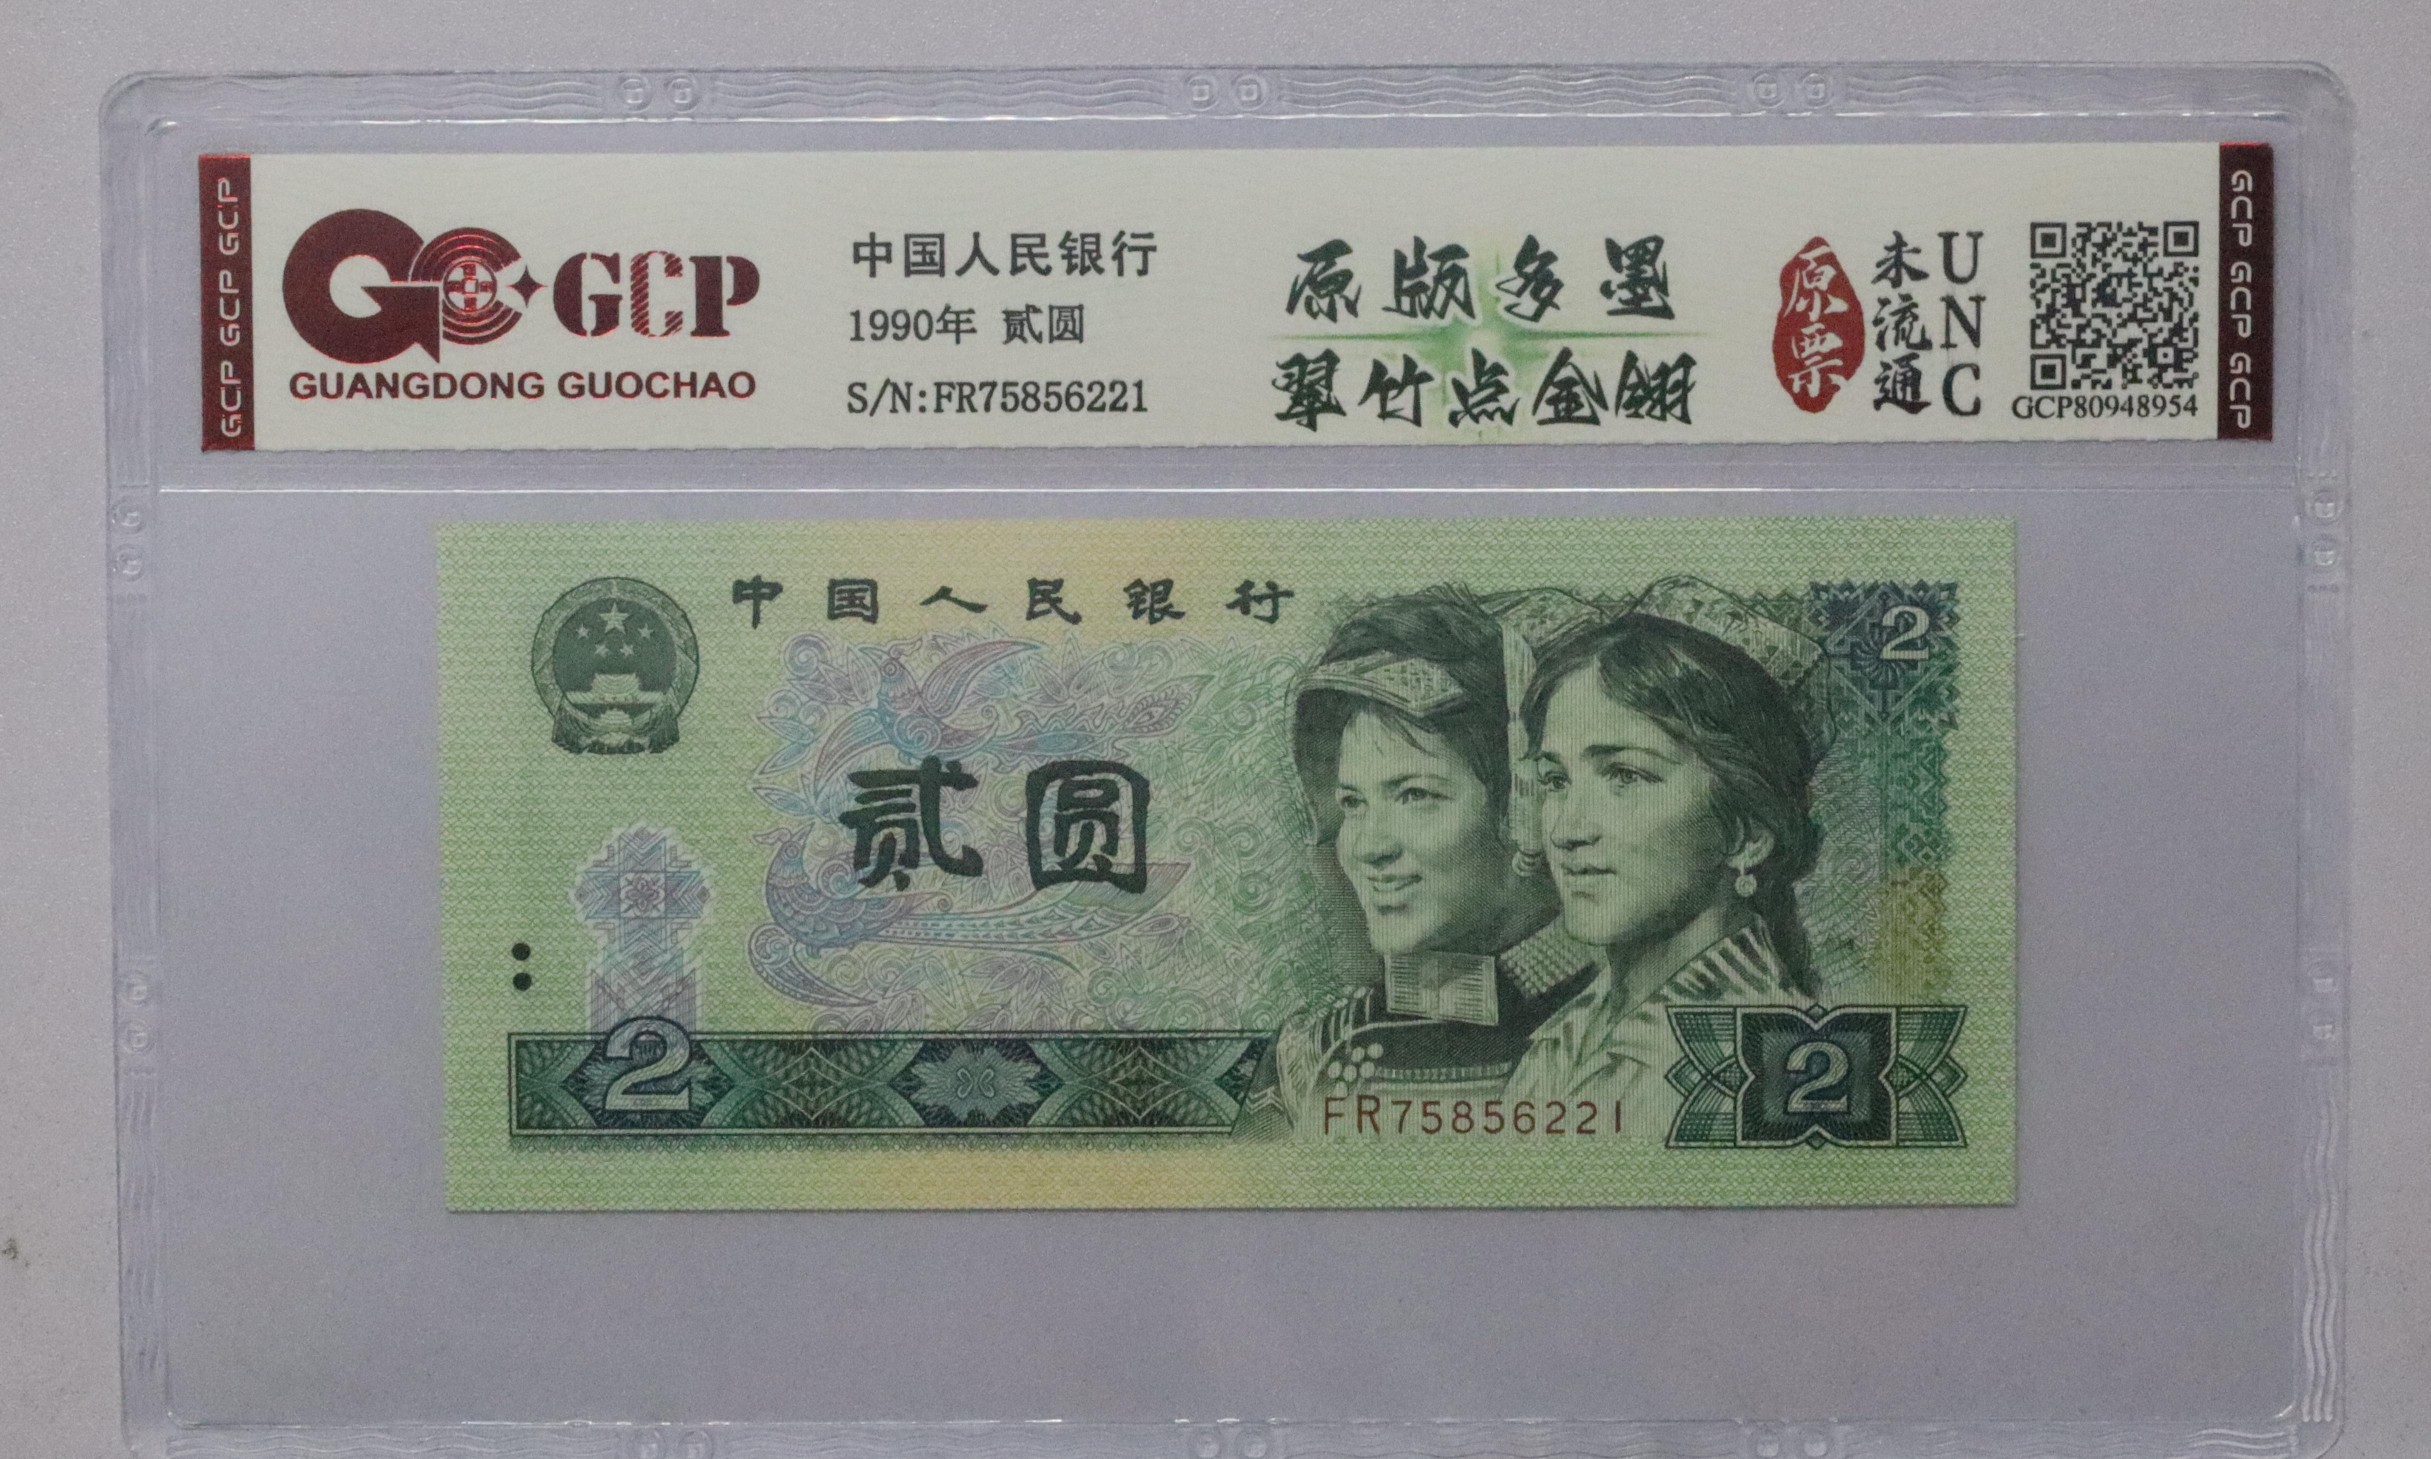 GCP GCP GCP
GCP
GUANGDONG GUOCHAO
中国人民银行
1990年 贰圆
S/N:FR75856221
原版多墨
翠竹点金翅
原票
未流通
UNC
GCP80948954
GCP GCP GCP
中国人民银行
2
贰圆
2
FR75856221
2